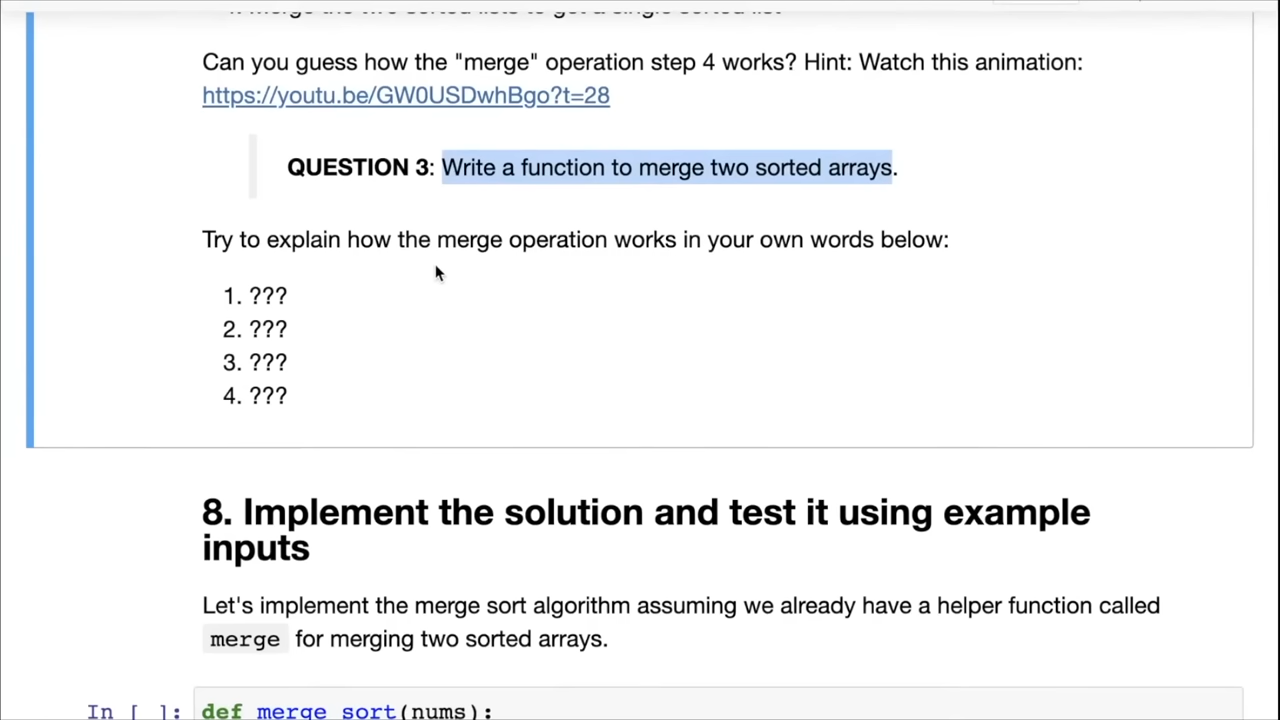 Can you guess how the "merge" operation step 4 works? Hint: Watch this animation:
https://youtu.be/GW0USDwhBgo?t=28
QUESTION 3: Write a function to merge two sorted arrays.
Try to explain how the merge operation works in your own words below:
1. ???
2. ???
3. ???
4. ???
8. Implement the solution and test it using example
inputs
Let's implement the merge sort algorithm assuming we already have a helper function called
merge for merging two sorted arrays.
In [ ]: def merge_sort(nums):